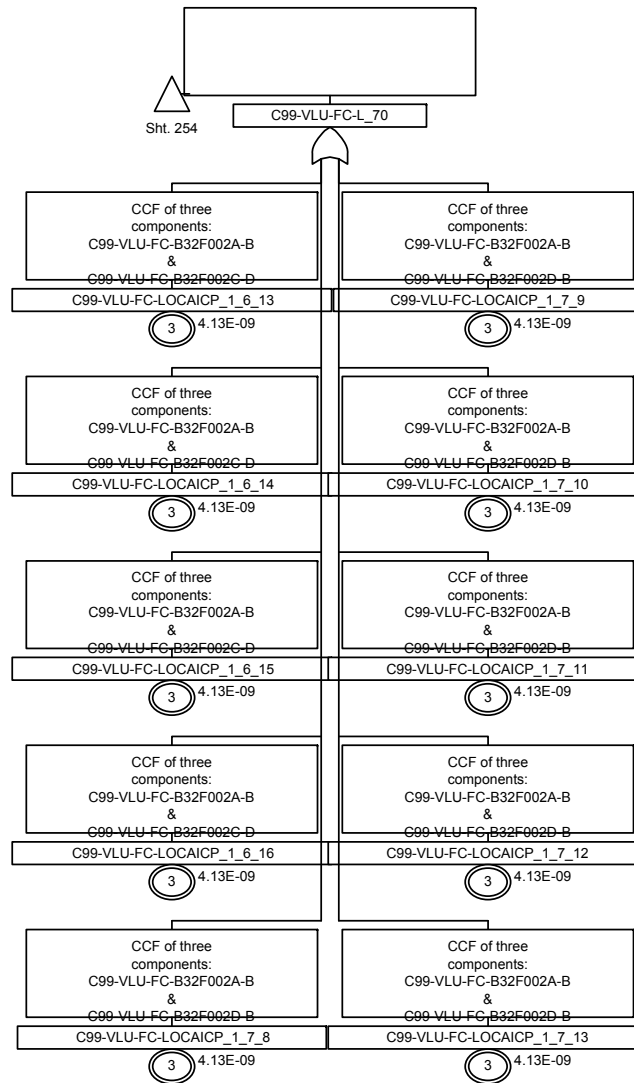 C99-VLU-FC-L_70
Sht. 254
CCF of three
components:
C99-VLU-FC-B32F002A-B
&
C99-VLU-FC-B32F002C-D
C99-VLU-FC-LOCAICP_1_6_13
3
4.13E-09
CCF of three
components:
C99-VLU-FC-B32F002A-B
&
C99-VLU-FC-B32F002D-B
C99-VLU-FC-LOCAICP_1_7_9
3
4.13E-09
CCF of three
components:
C99-VLU-FC-B32F002A-B
&
C99-VLU-FC-B32F002C-D
C99-VLU-FC-LOCAICP_1_6_14
3
4.13E-09
CCF of three
components:
C99-VLU-FC-B32F002A-B
&
C99-VLU-FC-B32F002D-B
C99-VLU-FC-LOCAICP_1_7_10
3
4.13E-09
CCF of three
components:
C99-VLU-FC-B32F002A-B
&
C99-VLU-FC-B32F002C-D
C99-VLU-FC-LOCAICP_1_6_15
3
4.13E-09
CCF of three
components:
C99-VLU-FC-B32F002A-B
&
C99-VLU-FC-B32F002D-B
C99-VLU-FC-LOCAICP_1_7_11
3
4.13E-09
CCF of three
components:
C99-VLU-FC-B32F002A-B
&
C99-VLU-FC-B32F002C-D
C99-VLU-FC-LOCAICP_1_6_16
3
4.13E-09
CCF of three
components:
C99-VLU-FC-B32F002A-B
&
C99-VLU-FC-B32F002D-B
C99-VLU-FC-LOCAICP_1_7_12
3
4.13E-09
CCF of three
components:
C99-VLU-FC-B32F002A-B
&
C99-VLU-FC-B32F002D-B
C99-VLU-FC-LOCAICP_1_7_8
3
4.13E-09
CCF of three
components:
C99-VLU-FC-B32F002A-B
&
C99-VLU-FC-B32F002D-B
C99-VLU-FC-LOCAICP_1_7_13
3
4.13E-09